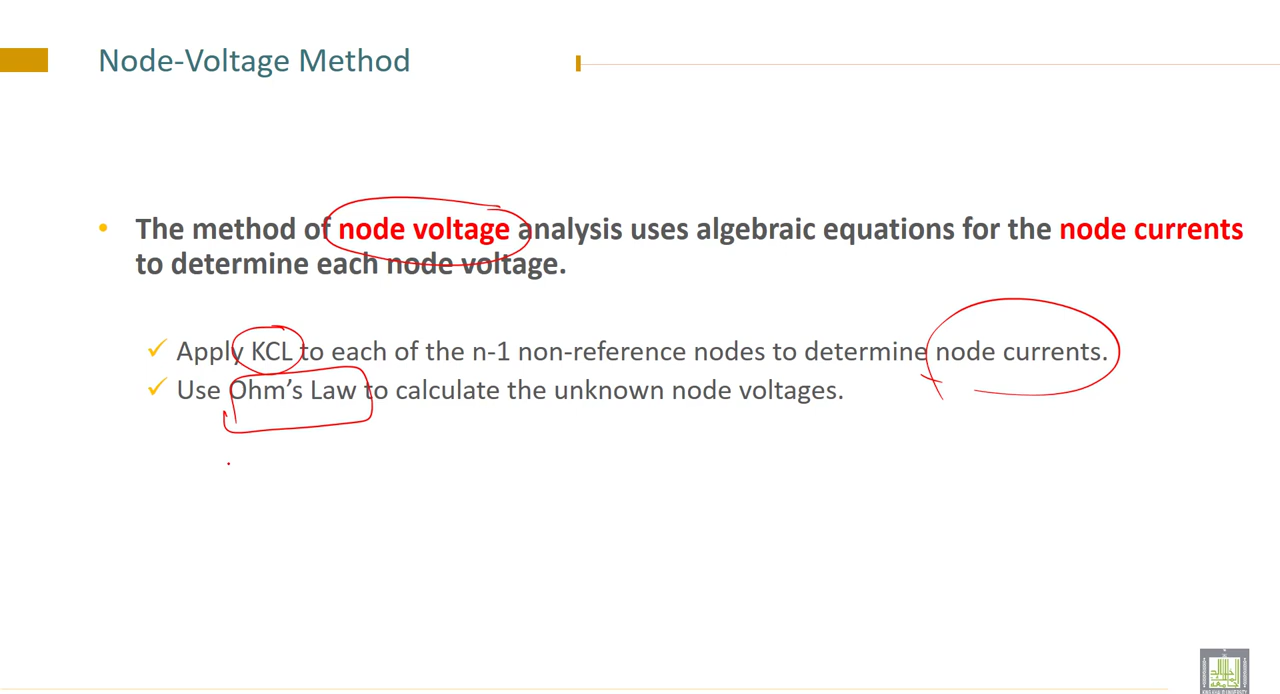 Node-Voltage Method
• The method of node voltage analysis uses algebraic equations for the node currents
to determine each node voltage.
✓ Apply KCL to each of the n-1 non-reference nodes to determine node currents.
✓ Use Ohm's Law to calculate the unknown node voltages.